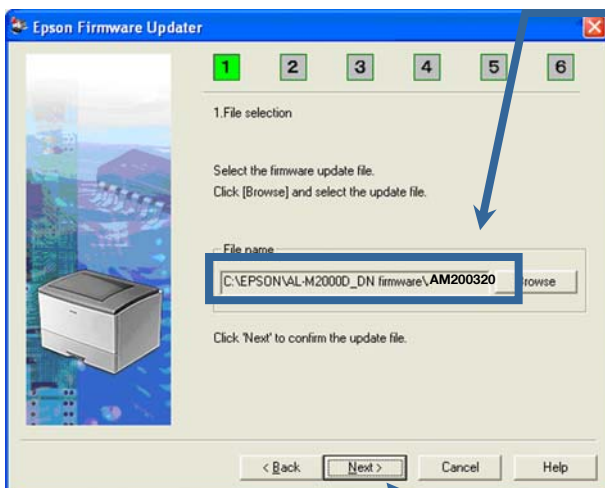 Epson Firmware Updater
1 2 3 4 5 6
1.File selection
Select the firmware update file.
Click [Browse] and select the update file.
File name
C:\EPSON\AL-M2000D_DN firmware\AM200320 rowse
Click 'Next' to confirm the update file.
< Back Next > Cancel Help